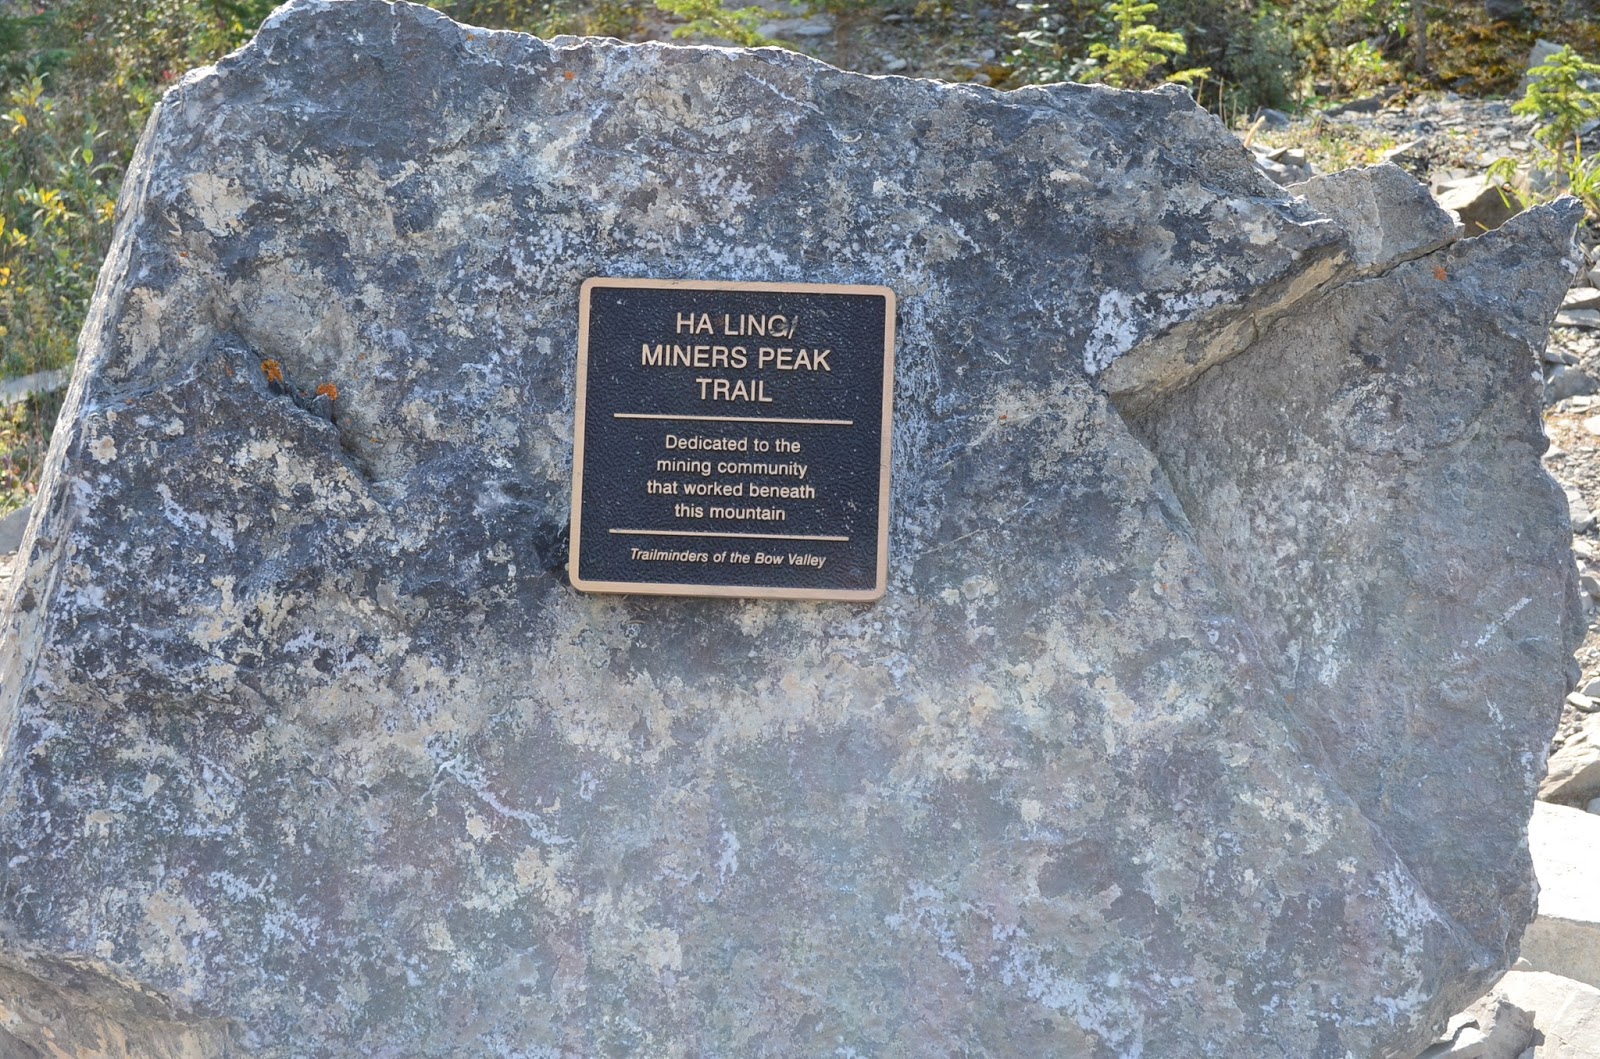 HA LING/
MINERS PEAK
TRAIL
Dedicated to the
mining community
that worked beneath
this mountain
Trailminders of the Bow Valley